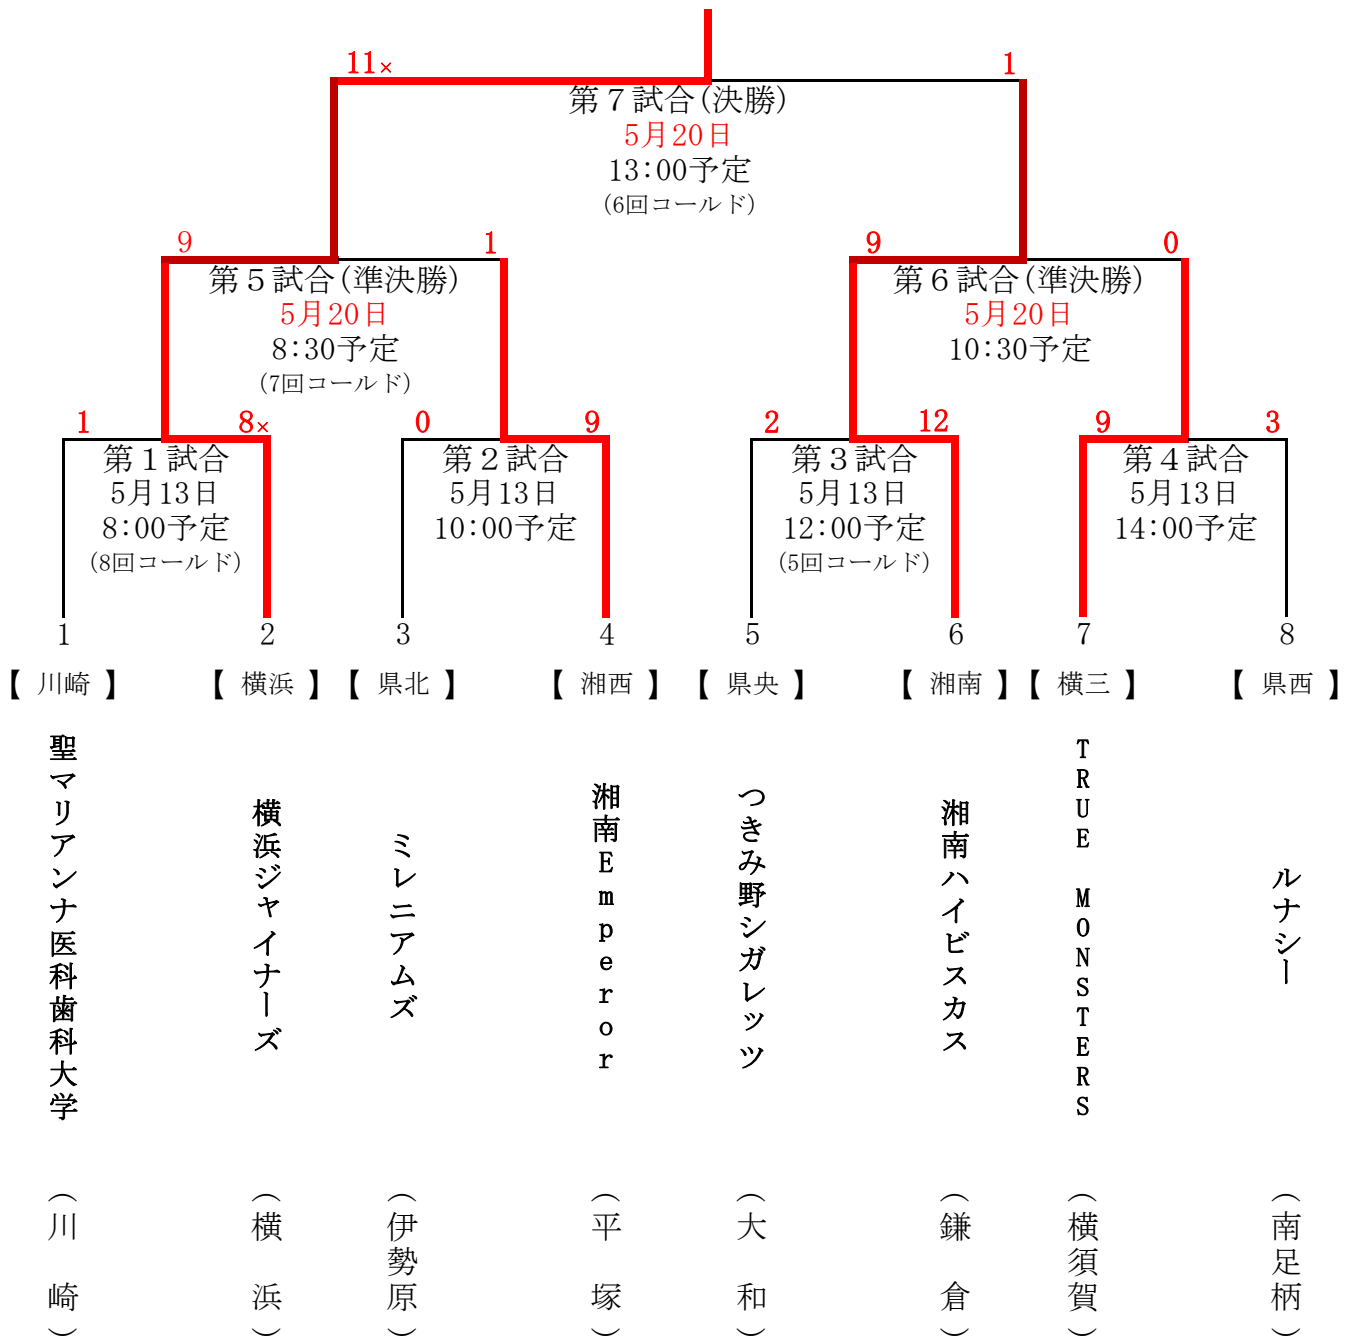 11× 1
第７試合(決勝)
5月20日
13:00予定
(6回コールド)
9 1 9 0
第５試合(準決勝) 第６試合(準決勝)
5月20日 5月20日
8:30予定 10:30予定
(7回コールド)
1 8× 0 9 2 12 9 3
第１試合 第２試合 第３試合 第４試合
5月13日 5月13日 5月13日 5月13日
8:00予定 10:00予定 12:00予定 14:00予定
(8回コールド) (5回コールド)
1 2 3 4 5 6 7 8
【 川崎 】 【 横浜 】 【 県北 】 【 湘西 】 【 県央 】 【 湘南 】 【 横三 】 【 県西 】
聖マリアンナ医科歯科大学
横浜ジャイナーズ
ミレニアムズ
湘南Emperor
つきみ野シガレッツ
湘南ハイビスカス
TRUE MONSTERS
ルナシー
(川崎)
(横浜)
(伊勢原)
(平塚)
(大和)
(鎌倉)
(横須賀)
(南足柄)